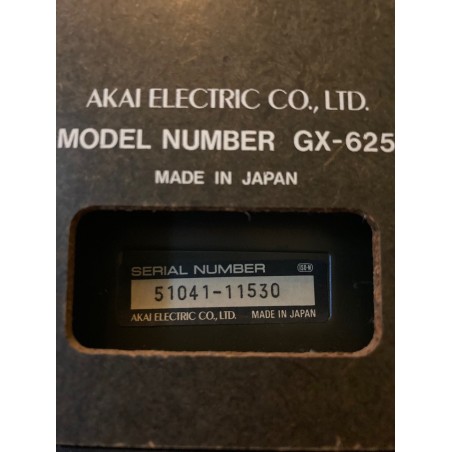 AKAI ELECTRIC CO., LTD.
MODEL NUMBER GX-625
MADE IN JAPAN
SERIAL NUMBER
51041-11530
AKAI ELECTRIC CO., LTD. MADE IN JAPAN